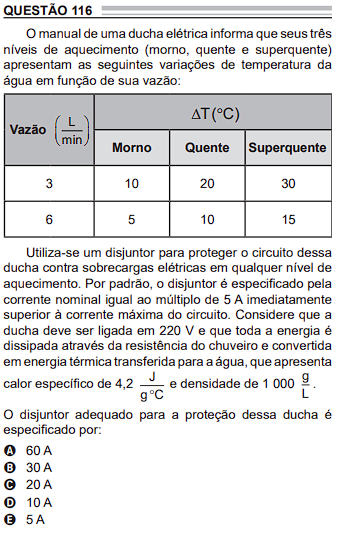 QUESTÃO 116
O manual de uma ducha elétrica informa que seus três
níveis de aquecimento (morno, quente e superquente)
apresentam as seguintes variações de temperatura da
água em função de sua vazão:
Vazão (L/min)
ΔT(°C)
Morno Quente Superquente
3 10 20 30
6 5 10 15
Utiliza-se um disjuntor para proteger o circuito dessa
ducha contra sobrecargas elétricas em qualquer nível de
aquecimento. Por padrão, o disjuntor é especificado pela
corrente nominal igual ao múltiplo de 5 A imediatamente
superior à corrente máxima do circuito. Considere que a
ducha deve ser ligada em 220 V e que toda a energia é
dissipada através da resistência do chuveiro e convertida
em energia térmica transferida para a água, que apresenta
calor específico de 4,2 J/g °C e densidade de 1 000 g/L.
O disjuntor adequado para a proteção dessa ducha é
especificado por:
A 60 A
B 30 A
C 20 A
D 10 A
E 5 A